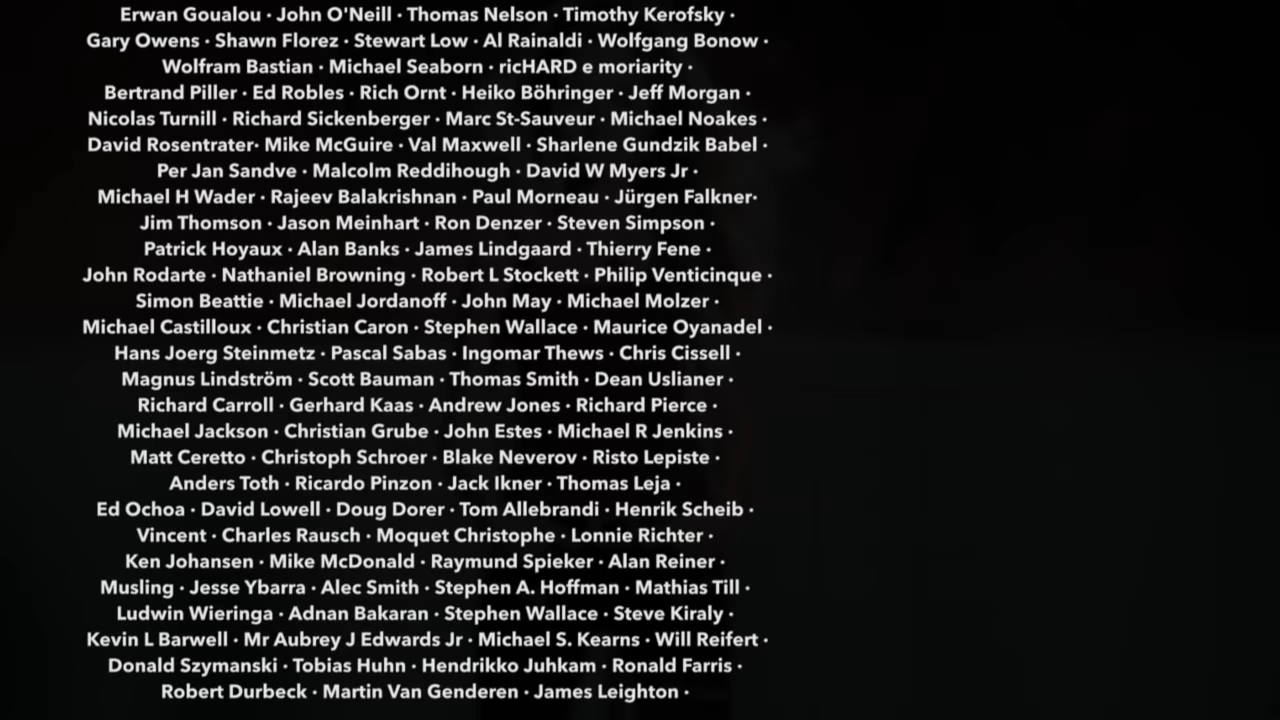 Erwan Goualou · John O'Neill · Thomas Nelson · Timothy Kerofsky ·
Gary Owens · Shawn Florez · Stewart Low · Al Rainaldi · Wolfgang Bonow ·
Wolfram Bastian · Michael Seaborn · ricHARD e moriarity ·
Bertrand Piller · Ed Robles · Rich Ornt · Heiko Böhringer · Jeff Morgan ·
Nicolas Turnill · Richard Sickenberger · Marc St-Sauveur · Michael Noakes ·
David Rosentrater· Mike McGuire · Val Maxwell · Sharlene Gundzik Babel ·
Per Jan Sandve · Malcolm Reddihough · David W Myers Jr ·
Michael H Wader · Rajeev Balakrishnan · Paul Morneau · Jürgen Falkner·
Jim Thomson · Jason Meinhart · Ron Denzer · Steven Simpson ·
Patrick Hoyaux · Alan Banks · James Lindgaard · Thierry Fene ·
John Rodarte · Nathaniel Browning · Robert L Stockett · Philip Venticinque ·
Simon Beattie · Michael Jordanoff · John May · Michael Molzer ·
Michael Castilloux · Christian Caron · Stephen Wallace · Maurice Oyanadel ·
Hans Joerg Steinmetz · Pascal Sabas · Ingomar Thews · Chris Cissell ·
Magnus Lindström · Scott Bauman · Thomas Smith · Dean Uslianer ·
Richard Carroll · Gerhard Kaas · Andrew Jones · Richard Pierce ·
Michael Jackson · Christian Grube · John Estes · Michael R Jenkins ·
Matt Ceretto · Christoph Schroer · Blake Neverov · Risto Lepiste ·
Anders Toth · Ricardo Pinzon · Jack Ikner · Thomas Leja ·
Ed Ochoa · David Lowell · Doug Dorer · Tom Allebrandi · Henrik Scheib ·
Vincent · Charles Rausch · Moquet Christophe · Lonnie Richter ·
Ken Johansen · Mike McDonald · Raymund Spieker · Alan Reiner ·
Musling · Jesse Ybarra · Alec Smith · Stephen A. Hoffman · Mathias Till ·
Ludwin Wieringa · Adnan Bakaran · Stephen Wallace · Steve Kiraly ·
Kevin L Barwell · Mr Aubrey J Edwards Jr · Michael S. Kearns · Will Reifert ·
Donald Szymanski · Tobias Huhn · Hendrikko Juhkam · Ronald Farris ·
Robert Durbeck · Martin Van Genderen · James Leighton ·